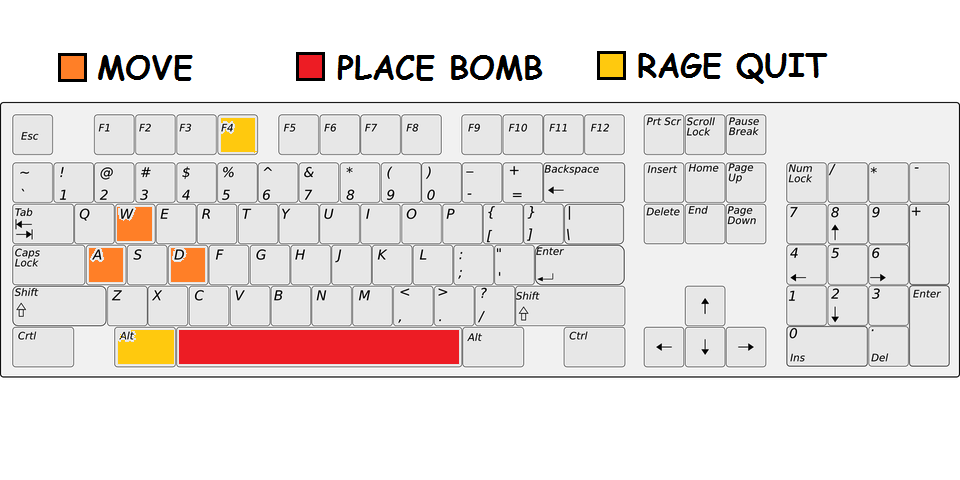 MOVE PLACE BOMB RAGE QUIT
Esc F1 F2 F3 F4 F5 F6 F7 F8 F9 F10 F11 F12 Prt Scr Scroll Lock Pause Break
~ ` ! 1 @ 2 # 3 $ 4 % 5 ^ 6 & 7 * 8 ( 9 ) 0 _ - + = Backspace ← Insert Home Page Up Num Lock / * -
Tab Q W E R T Y U I O P { [ } ] | \ Delete End Page Down 7 8 ↑ 9 +
Caps Lock A S D F G H J K L : ; " ' Enter 4 ← 5 6 →
Shift Z X C V B N M < , > . ? / Shift ↑ 1 2 ↓ 3 Enter
Crtl Alt Alt Ctrl ← ↓ → 0 Ins . Del